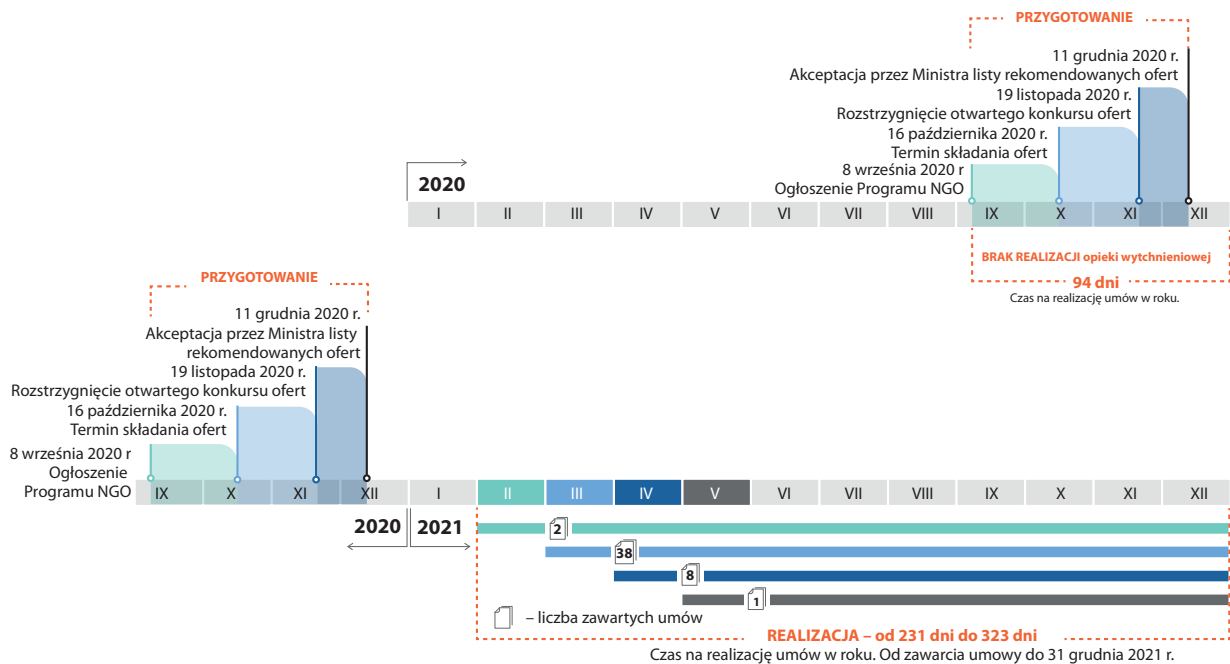 PRZYGOTOWANIE
11 grudnia 2020 r.
Akceptacja przez Ministra listy rekomendowanych ofert
19 listopada 2020 r.
Rozstrzygnięcie otwartego konkursu ofert
16 października 2020 r.
Termin składania ofert
8 września 2020 r
Ogłoszenie Programu NGO
2020
I II III IV V VI VII VIII IX X XI XII
BRAK REALIZACJI opieki wytchnieniowej
94 dni
Czas na realizację umów w roku.
PRZYGOTOWANIE
11 grudnia 2020 r.
Akceptacja przez Ministra listy
rekomendowanych ofert
19 listopada 2020 r.
Rozstrzygnięcie otwartego konkursu ofert
16 października 2020 r.
Termin składania ofert
8 września 2020 r
Ogłoszenie
Programu NGO
IX X XI XII I II III IV V VI VII VIII IX X XI XII
2020 2021
2
38
8
1
– liczba zawartych umów
REALIZACJA – od 231 dni do 323 dni
Czas na realizację umów w roku. Od zawarcia umowy do 31 grudnia 2021 r.